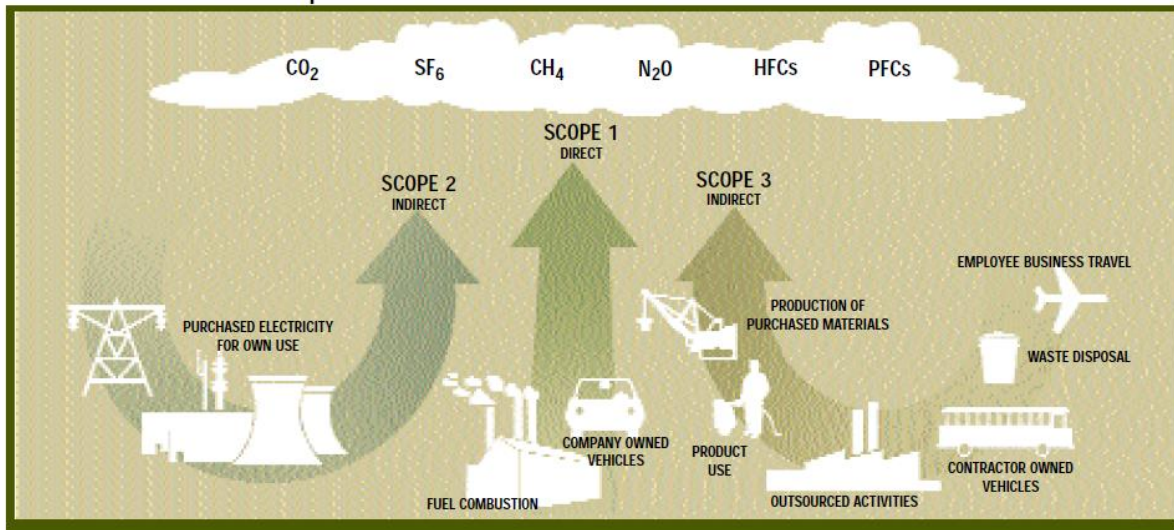 CO₂ SF₆ CH₄ N₂O HFCs PFCs
SCOPE 1
DIRECT
SCOPE 2
INDIRECT
SCOPE 3
INDIRECT
EMPLOYEE BUSINESS TRAVEL
PURCHASED ELECTRICITY
FOR OWN USE
PRODUCTION OF
PURCHASED MATERIALS
WASTE DISPOSAL
COMPANY OWNED
VEHICLES
PRODUCT
USE
CONTRACTOR OWNED
VEHICLES
FUEL COMBUSTION
OUTSOURCED ACTIVITIES